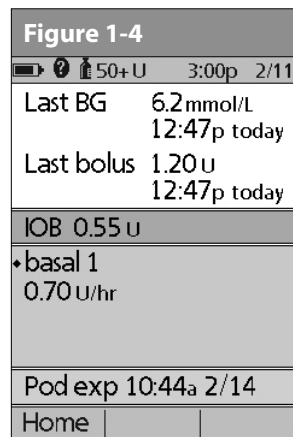 Figure 1-4
? 50+ U 3:00p 2/11
Last BG 6.2 mmol/L
12:47p today
Last bolus 1.20 U
12:47p today
IOB 0.55 U
basal 1
0.70 U/hr
Pod exp 10:44a 2/14
Home